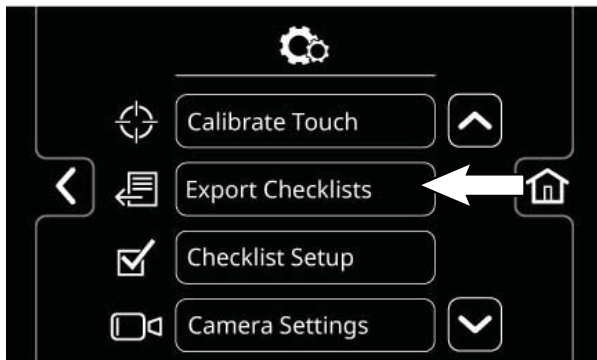 Calibrate Touch
Export Checklists
Checklist Setup
Camera Settings